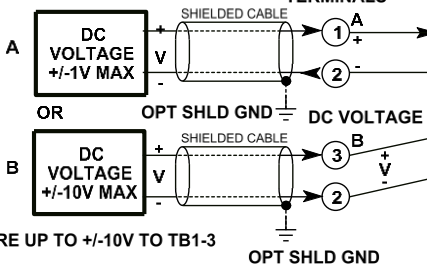 TERMINALS
SHIELDED CABLE
A
DC
VOLTAGE
+/-1V MAX
+
V
-
1
A
+
2
-
OR
OPT SHLD GND
DC VOLTAGE
SHIELDED CABLE
B
DC
VOLTAGE
+/-10V MAX
+
V
-
3
B
+
V
-
2
RE UP TO +/-10V TO TB1-3
OPT SHLD GND